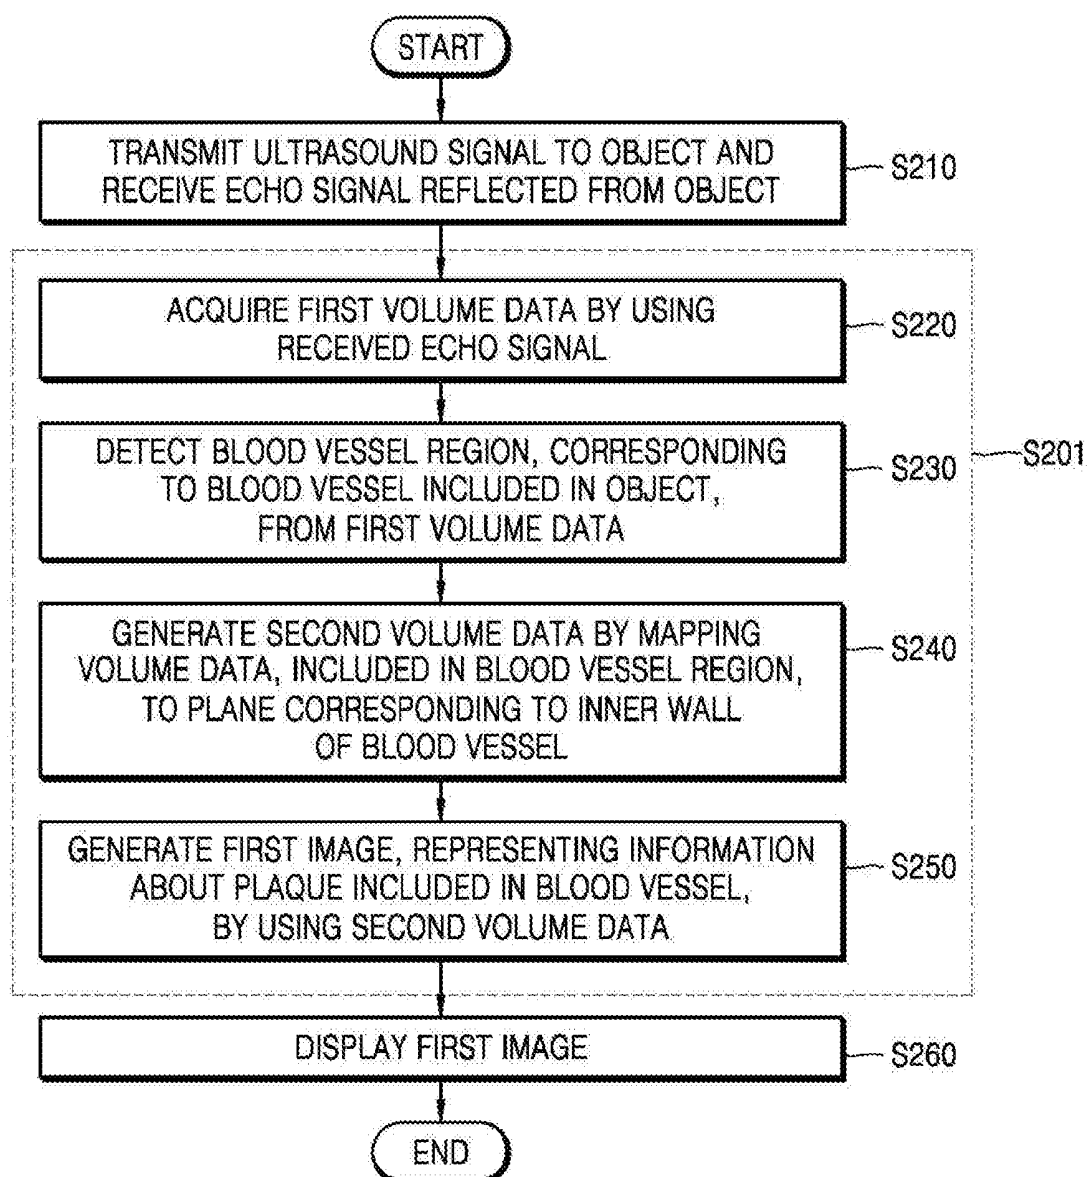 START
TRANSMIT ULTRASOUND SIGNAL TO OBJECT AND
RECEIVE ECHO SIGNAL REFLECTED FROM OBJECT
S210
ACQUIRE FIRST VOLUME DATA BY USING
RECEIVED ECHO SIGNAL
S220
DETECT BLOOD VESSEL REGION, CORRESPONDING
TO BLOOD VESSEL INCLUDED IN OBJECT,
FROM FIRST VOLUME DATA
S230
S201
GENERATE SECOND VOLUME DATA BY MAPPING
VOLUME DATA, INCLUDED IN BLOOD VESSEL REGION,
TO PLANE CORRESPONDING TO INNER WALL
OF BLOOD VESSEL
S240
GENERATE FIRST IMAGE, REPRESENTING INFORMATION
ABOUT PLAQUE INCLUDED IN BLOOD VESSEL,
BY USING SECOND VOLUME DATA
S250
DISPLAY FIRST IMAGE
S260
END